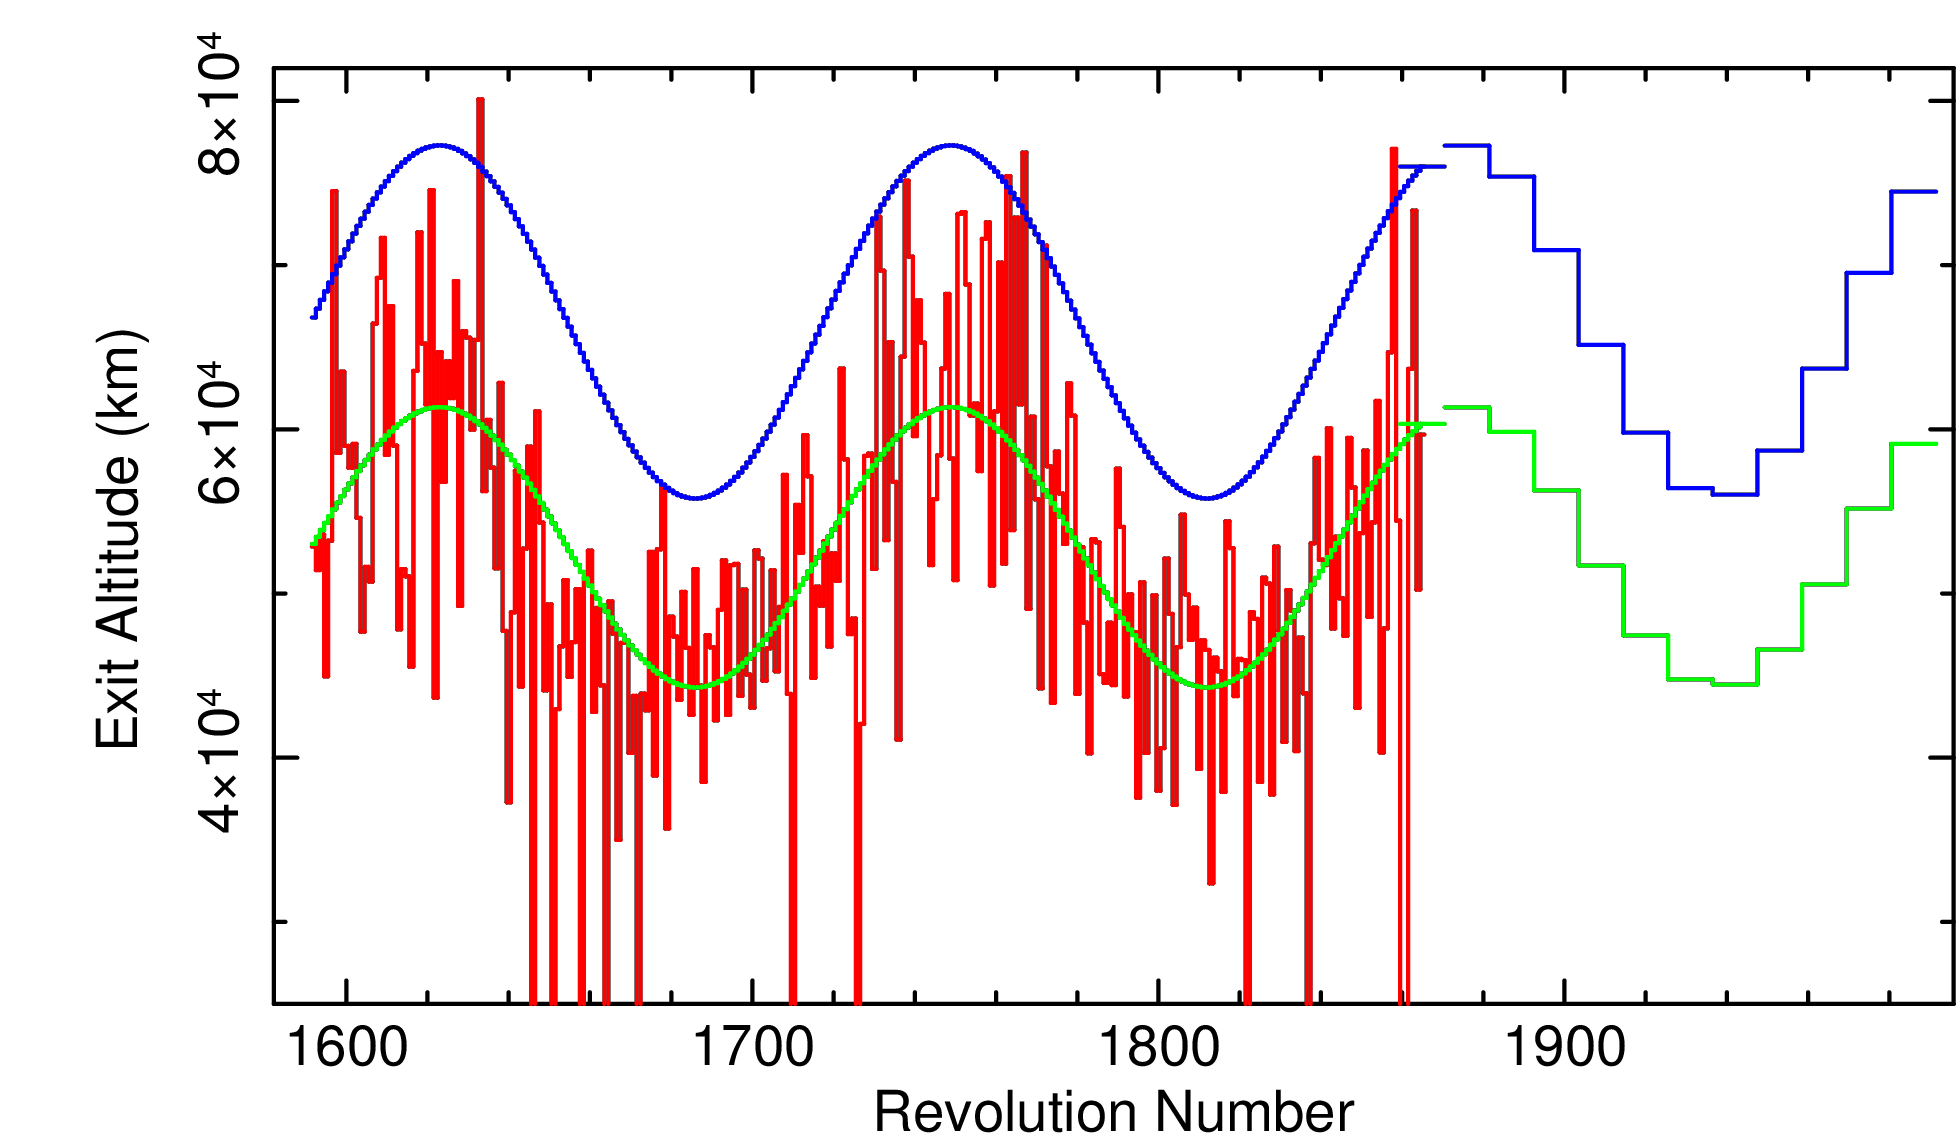 8×10⁴
6×10⁴
4×10⁴
Exit Altitude (km)
1600 1700 1800 1900
Revolution Number